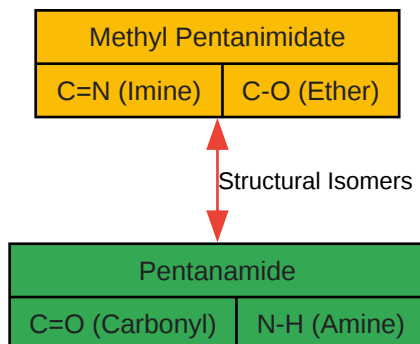 Methyl Pentanimidate
C=N (Imine) C-O (Ether)
Structural Isomers
Pentanamide
C=O (Carbonyl) N-H (Amine)